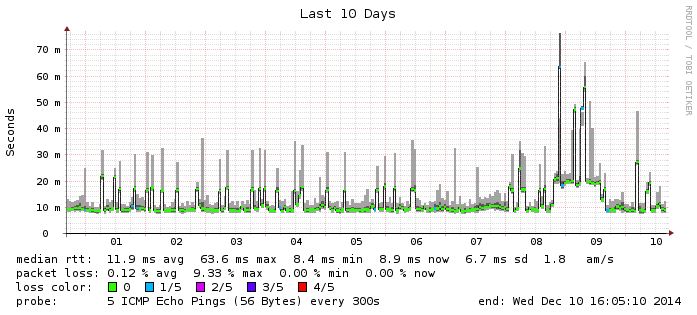 Last 10 Days
RRDTOOL / TOBI OETIKER
Seconds
70 m
60 m
50 m
40 m
30 m
20 m
10 m
0
01 02 03 04 05 06 07 08 09 10
median rtt: 11.9 ms avg 63.6 ms max 8.4 ms min 8.9 ms now 6.7 ms sd 1.8 am/s
packet loss: 0.12 % avg 9.33 % max 0.00 % min 0.00 % now
loss color: 0 1/5 2/5 3/5 4/5
probe: 5 ICMP Echo Pings (56 Bytes) every 300s end: Wed Dec 10 16:05:10 2014